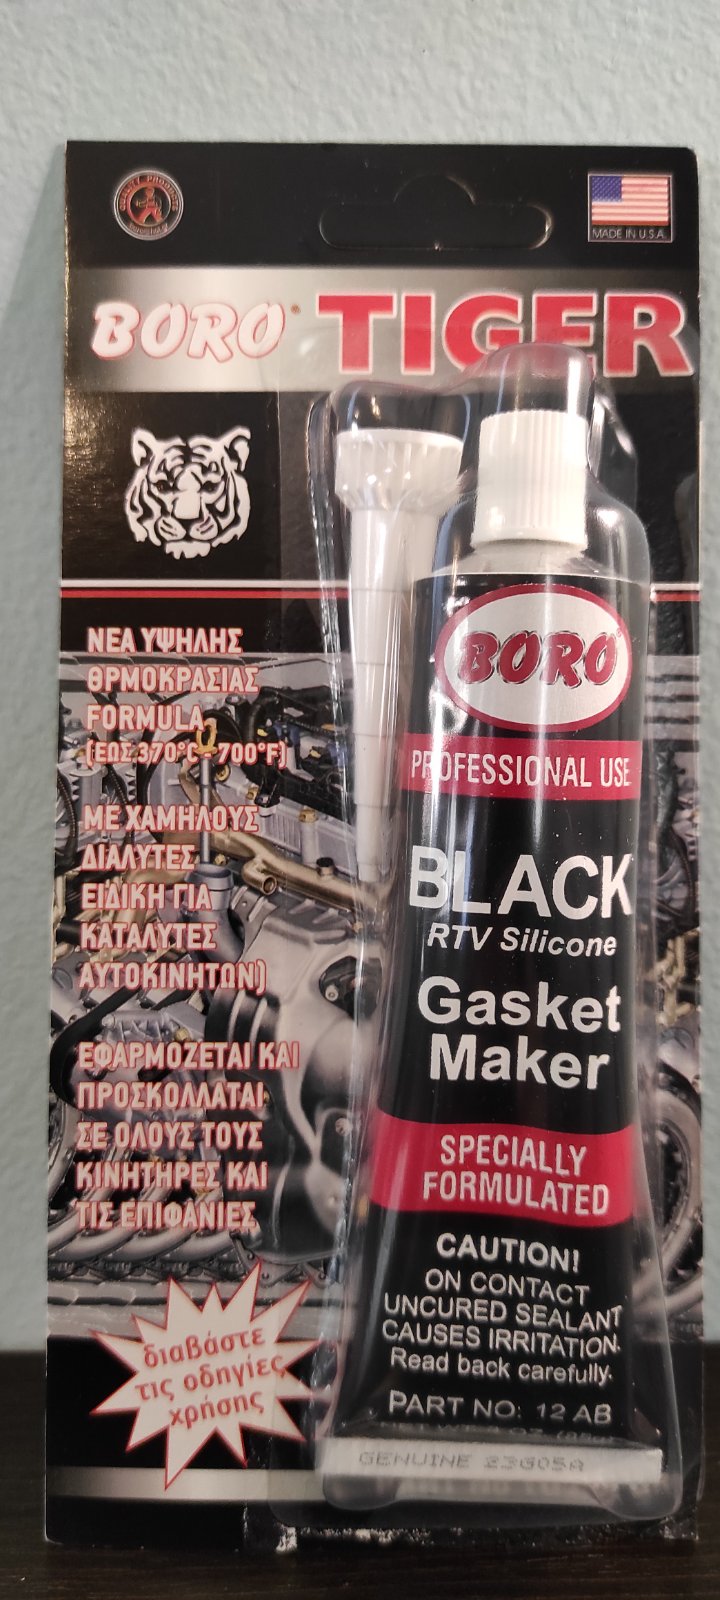 MADE IN U.S.A.
BORO® TIGER
ΝΕΑ ΥΨΗΛΗΣ
ΘΡΜΟΚΡΑΣΙΑΣ
FORMULA
(ΕΩΣ 370°C - 700°F)
ΜΕ ΧΑΜΗΛΟΥΣ
ΔΙΑΛΥΤΕΣ
ΕΙΔΙΚΗ ΓΙΑ
ΚΑΤΑΛΥΤΕΣ
ΑΥΤΟΚΙΝΗΤΩΝ)
ΕΦΑΡΜΟΖΕΤΑΙ ΚΑΙ
ΠΡΟΣΚΟΛΛΑΤΑΙ
ΣΕ ΟΛΟΥΣ ΤΟΥΣ
ΚΙΝΗΤΗΡΕΣ ΚΑΙ
ΤΙΣ ΕΠΙΦΑΝΙΕΣ
διαβάστε
τις οδηγίες
χρήσης
BORO®
PROFESSIONAL USE
BLACK
RTV Silicone
Gasket
Maker
SPECIALLY
FORMULATED
CAUTION!
ON CONTACT
UNCURED SEALANT
CAUSES IRRITATION.
Read back carefully.
PART NO: 12 AB
GENUINE 23G05A